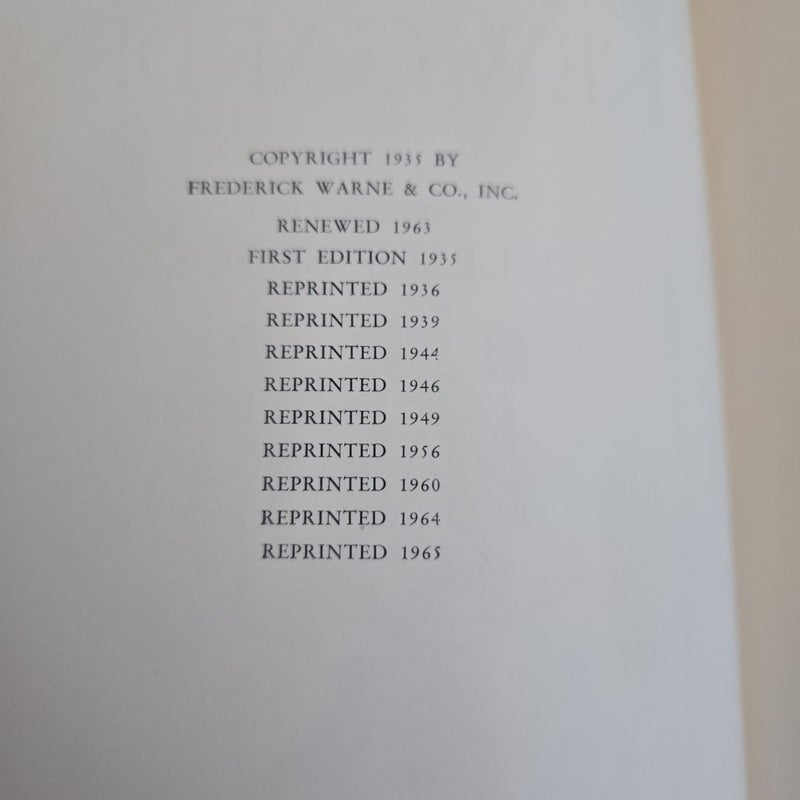 COPYRIGHT 1935 BY
FREDERICK WARNE & CO., INC.
RENEWED 1963
FIRST EDITION 1935
REPRINTED 1936
REPRINTED 1939
REPRINTED 1944
REPRINTED 1946
REPRINTED 1949
REPRINTED 1956
REPRINTED 1960
REPRINTED 1964
REPRINTED 1965